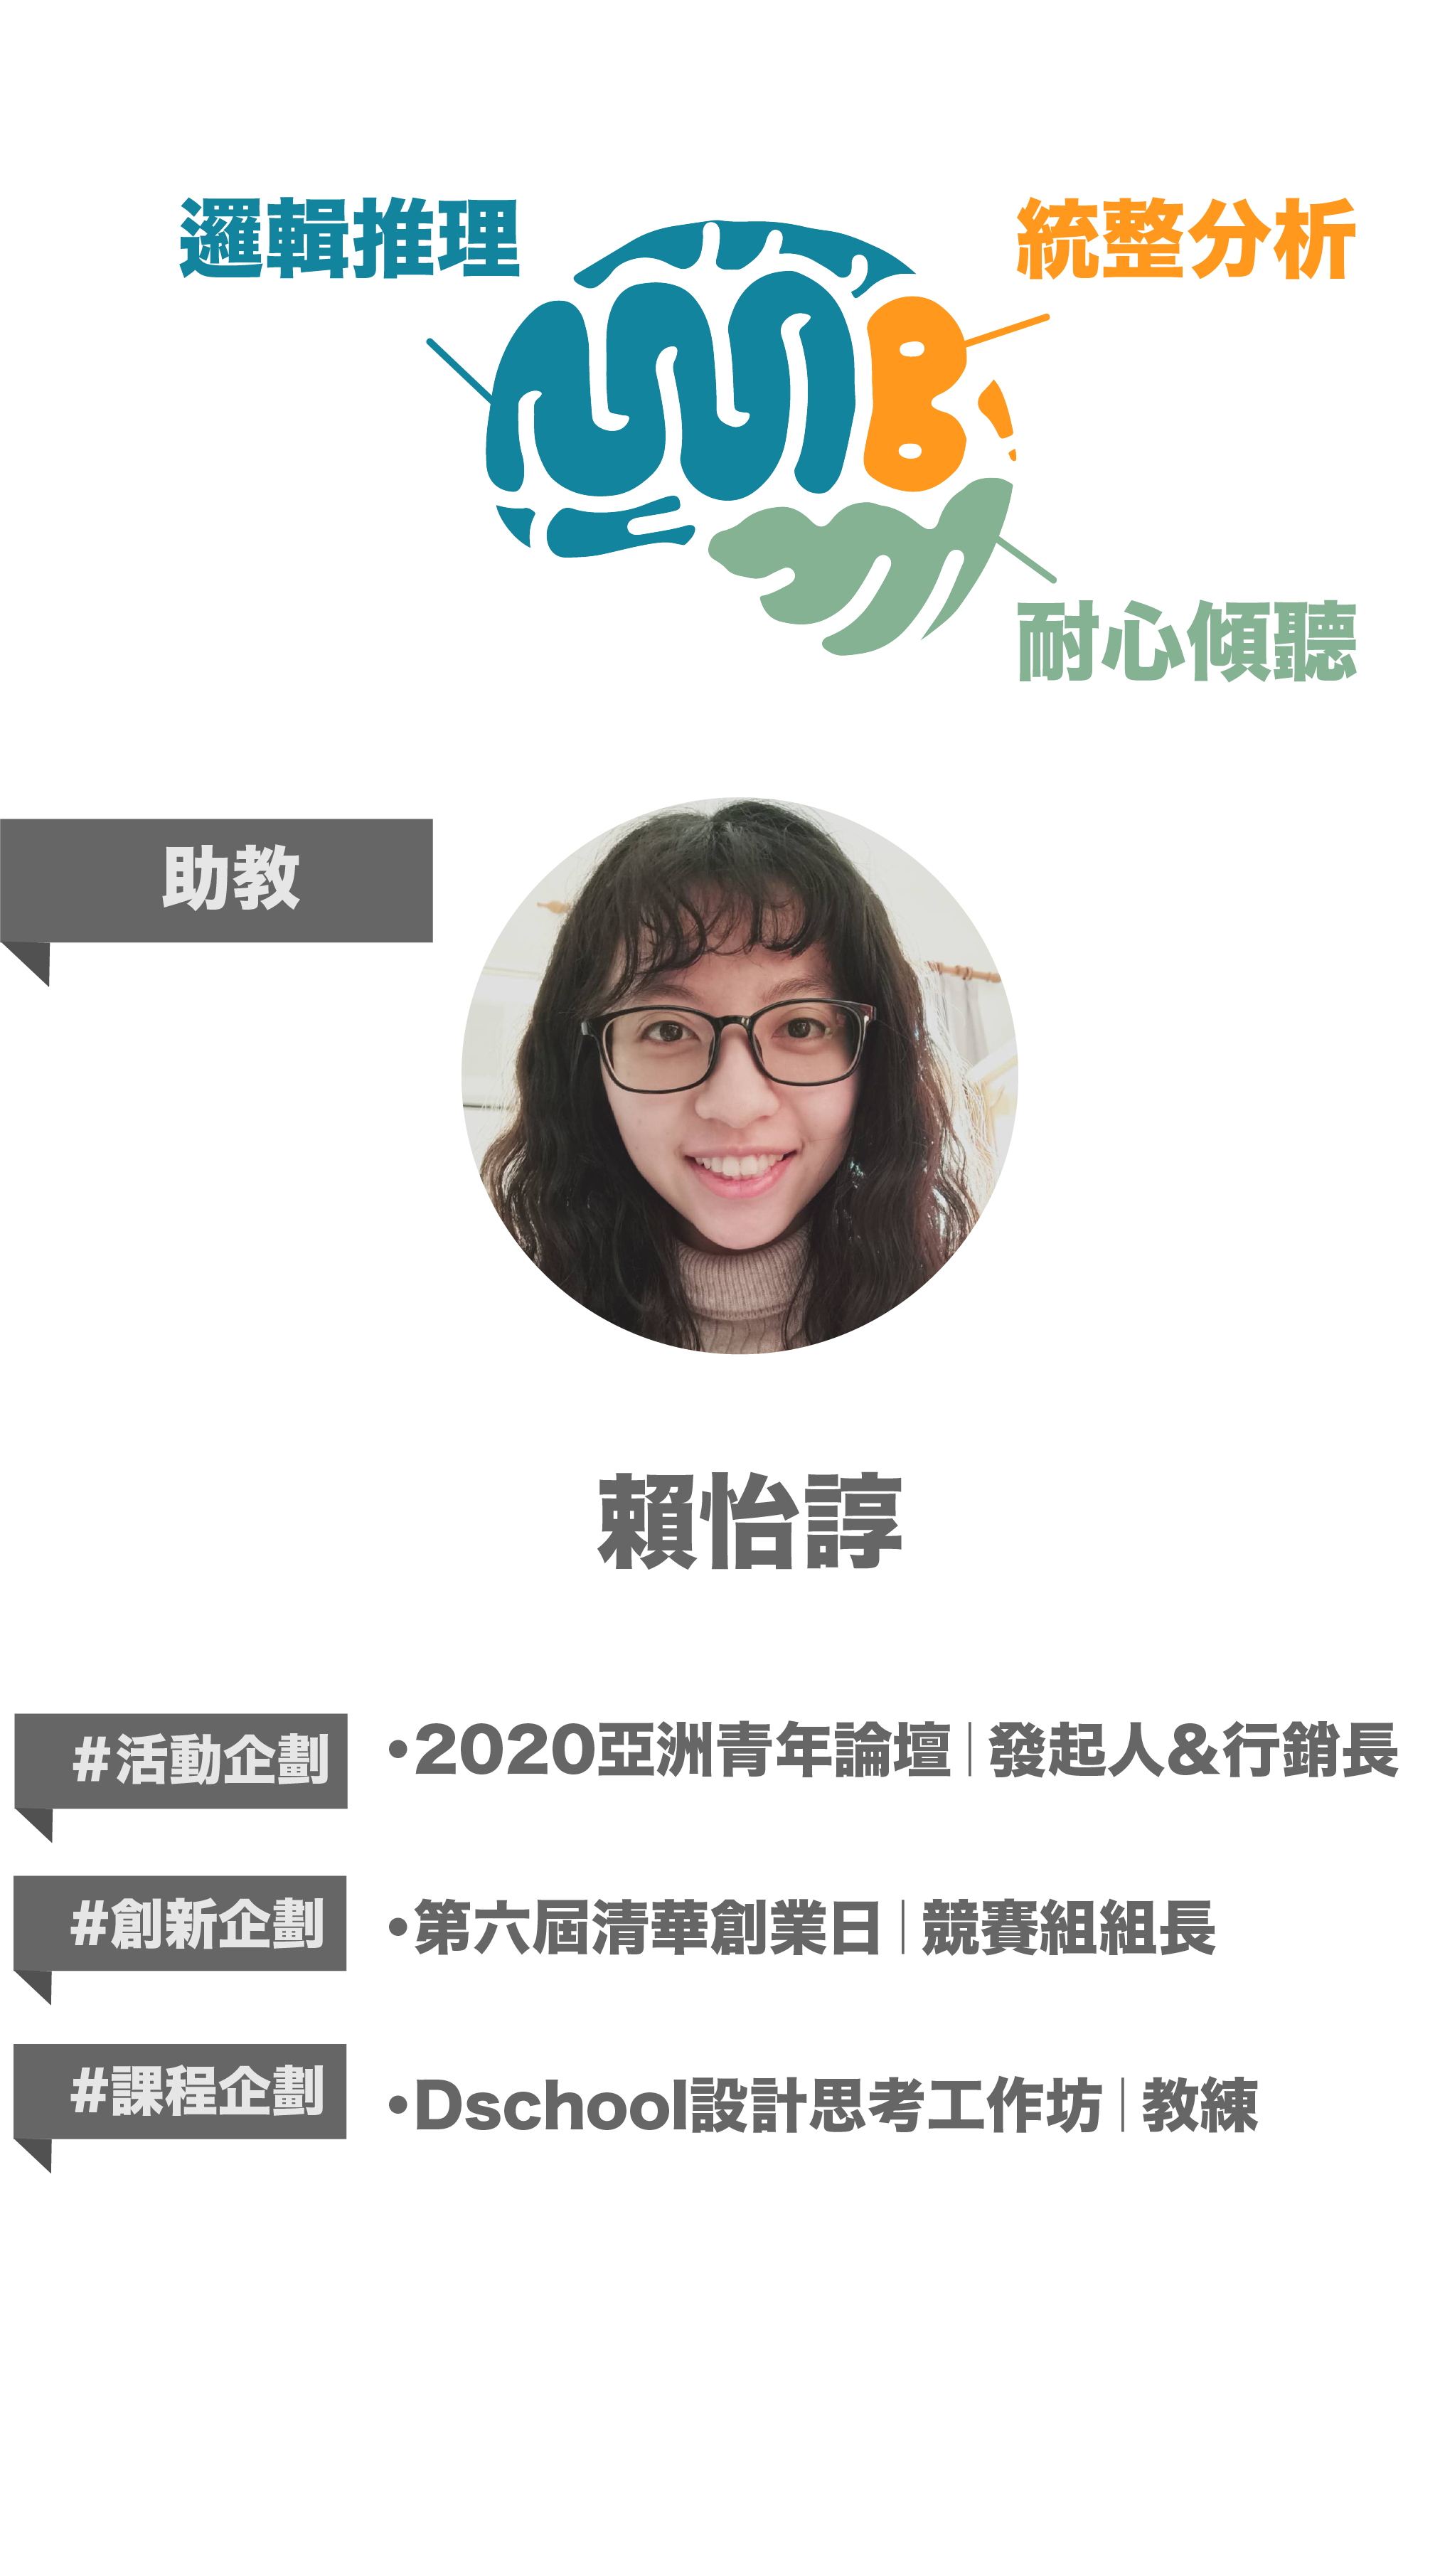 邏輯推理
統整分析
耐心傾聽
助教
賴怡諄
#活動企劃
•2020亞洲青年論壇|發起人&行銷長
#創新企劃
•第六屆清華創業日|競賽組組長
#課程企劃
•Dschool設計思考工作坊|教練